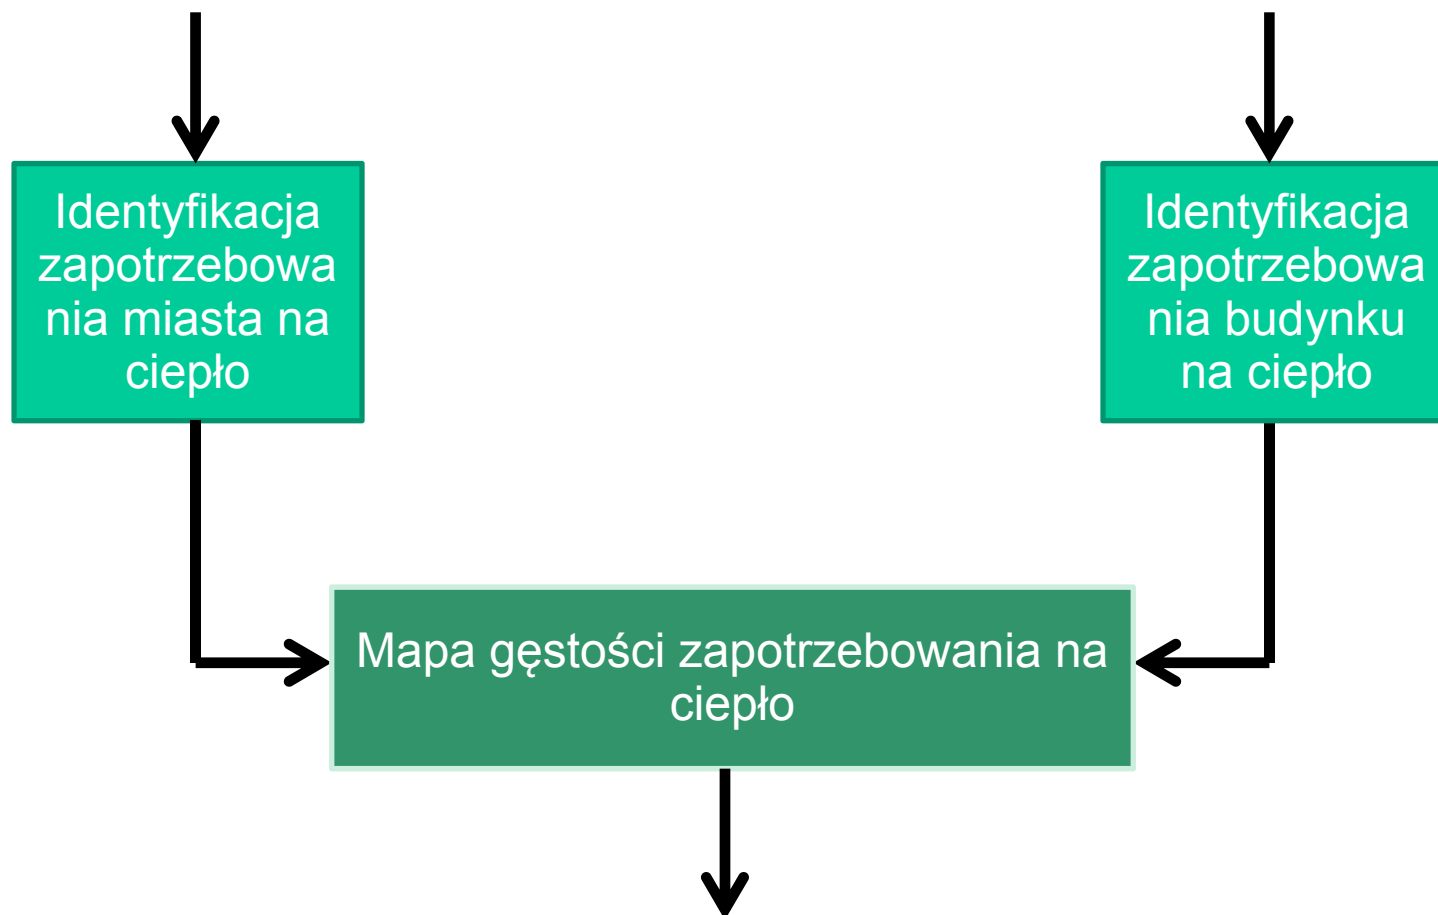 Identyfikacja
zapotrzebowa
nia miasta na
ciepło
Identyfikacja
zapotrzebowa
nia budynku
na ciepło
Mapa gęstości zapotrzebowania na
ciepło